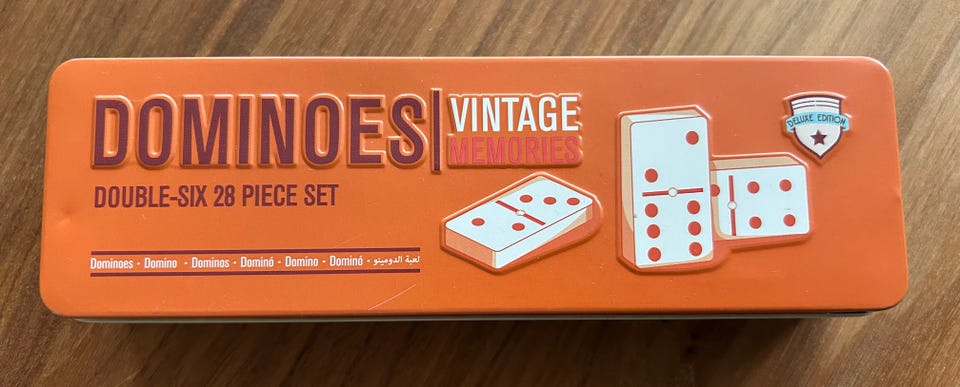 DOMINOES
VINTAGE
MEMORIES
DOUBLE-SIX 28 PIECE SET
Dominoes · Domino · Dominos · Dominó · Domino · Dominó · لعبة الدومينو
DELUXE EDITION